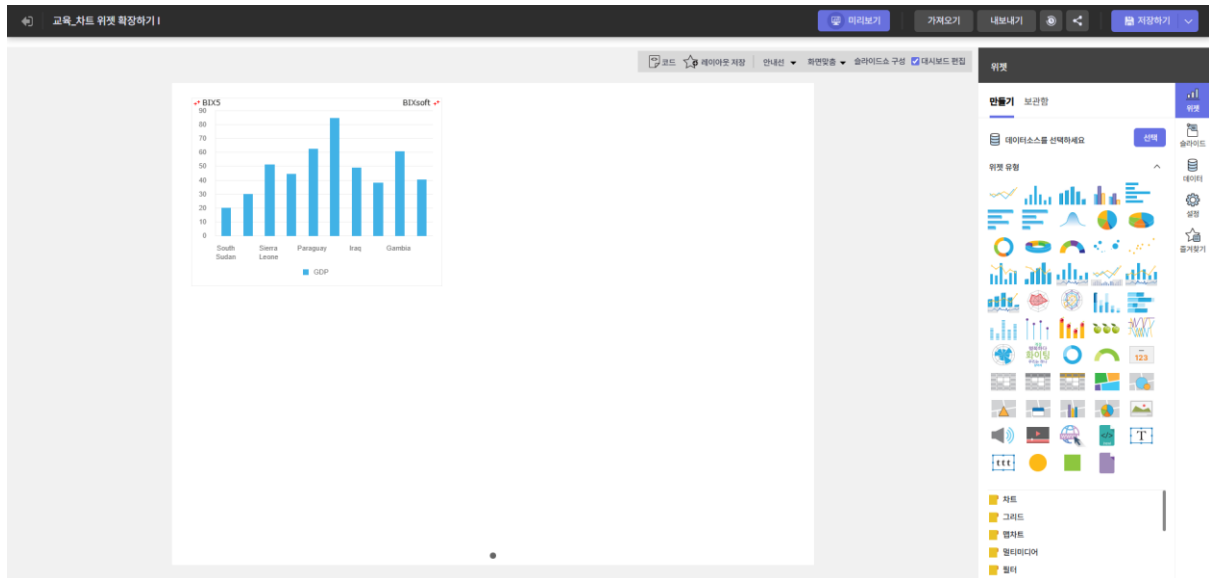 교육_차트 위젯 확장하기 I
미리보기
가져오기
내보내기
저장하기
코드
레이아웃 저장
안내선
화면맞춤
슬라이드쇼 구성
대시보드 편집
BIX5
BIXsoft
90
80
70
60
50
40
30
20
10
0
South Sudan
Sierra Leone
Paraguay
Iraq
Gambia
GDP
위젯
만들기
보관함
데이터소스를 선택하세요
선택
위젯 유형
화이팅
123
T
ttt
차트
그리드
맵차트
멀티미디어
필터
위젯
슬라이드
데이터
설정
즐겨찾기